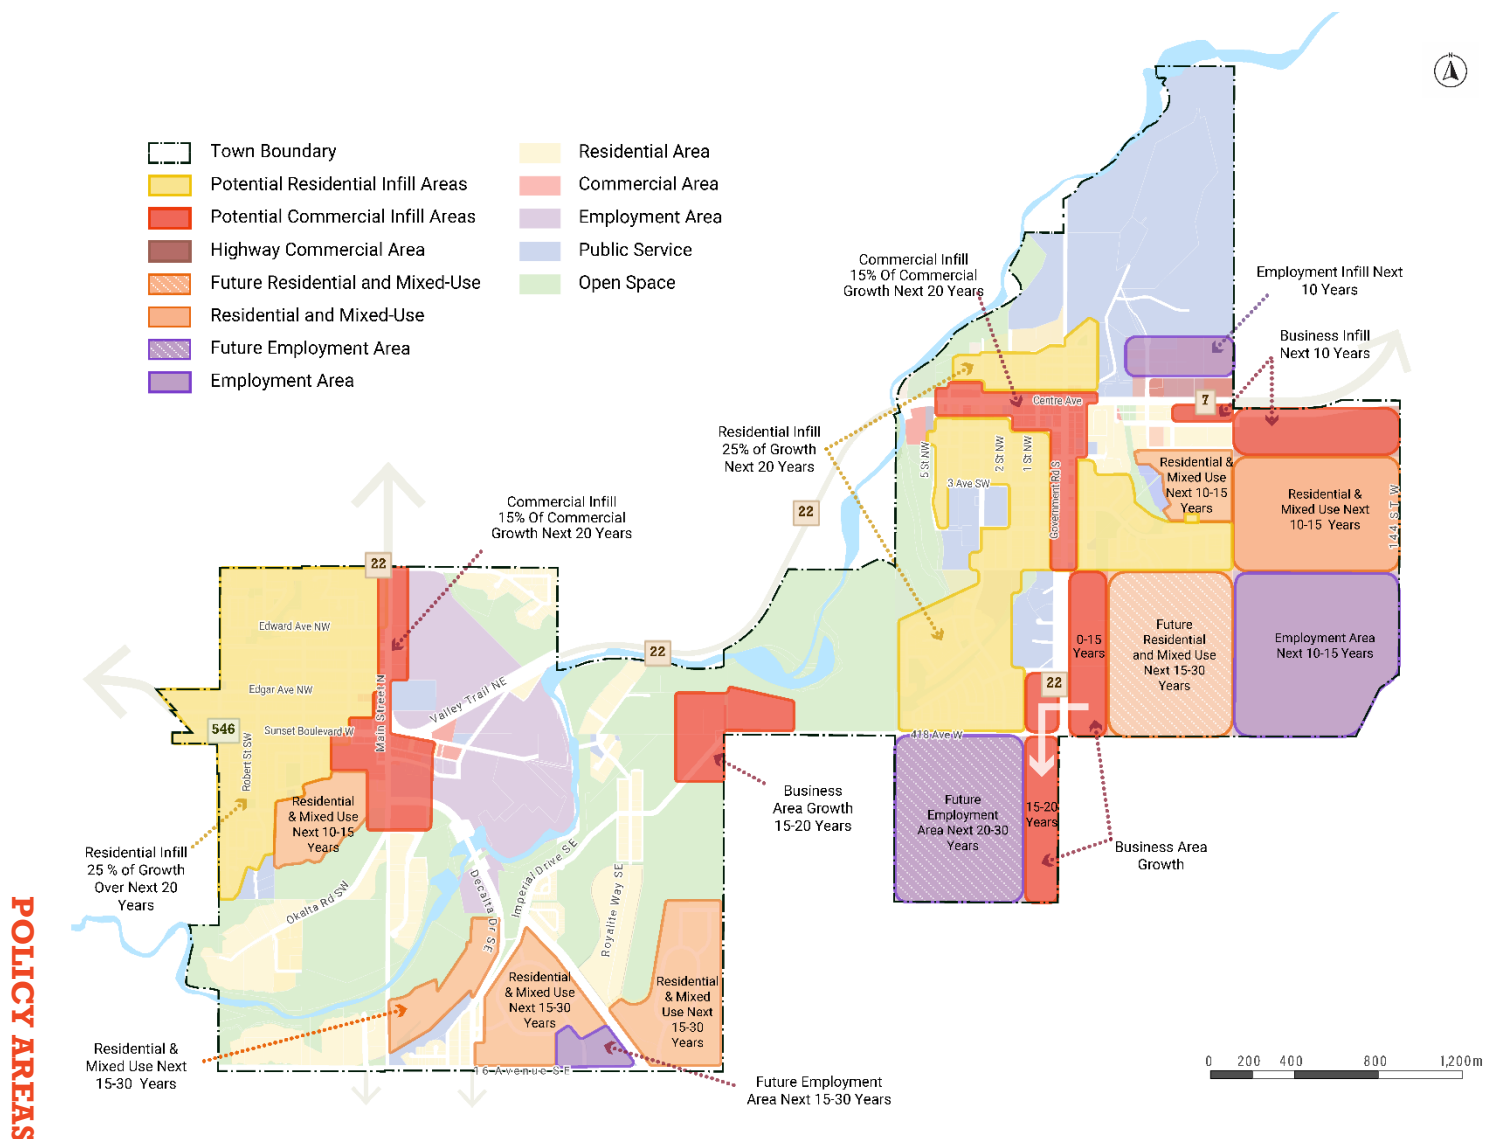 N
Town Boundary
Potential Residential Infill Areas
Potential Commercial Infill Areas
Highway Commercial Area
Future Residential and Mixed-Use
Residential and Mixed-Use
Future Employment Area
Employment Area
Residential Area
Commercial Area
Employment Area
Public Service
Open Space
Commercial Infill
15% Of Commercial
Growth Next 20 Years
Employment Infill Next
10 Years
Business Infill
Next 10 Years
Centre Ave
7
Residential Infill
25% of Growth
Next 20 Years
5 St NW
2 St NW
1 St NW
3 Ave SW
Government Rd S
Residential &
Mixed Use
Next 10-15
Years
Residential &
Mixed Use Next
10-15 Years
144 ST. W
22
Commercial Infill
15% Of Commercial
Growth Next 20 Years
22
Edward Ave NW
Edgar Ave NW
Sunset Boulevard W
Main Street N
Valley Trail NE
546
Robert St SW
22
0-15
Years
Future
Residential
and Mixed Use
Next 15-30
Years
Employment Area
Next 10-15 Years
22
418 Ave W
Residential
& Mixed Use
Next 10-15
Years
Business
Area Growth
15-20 Years
Future
Employment
Area Next 20-30
Years
15-20
Years
Business Area
Growth
Residential Infill
25 % of Growth
Over Next 20
Years
Okalta Rd SW
Decalta Dr SE
Imperial Drive SE
Royalite Way SE
Residential
& Mixed Use
Next 15-30
Years
Residential
& Mixed
Use Next
15-30
Years
Residential &
Mixed Use Next
15-30 Years
16 Avenue SE
Future Employment
Area Next 15-30 Years
0 200 400 800 1,200m
POLICY AREAS